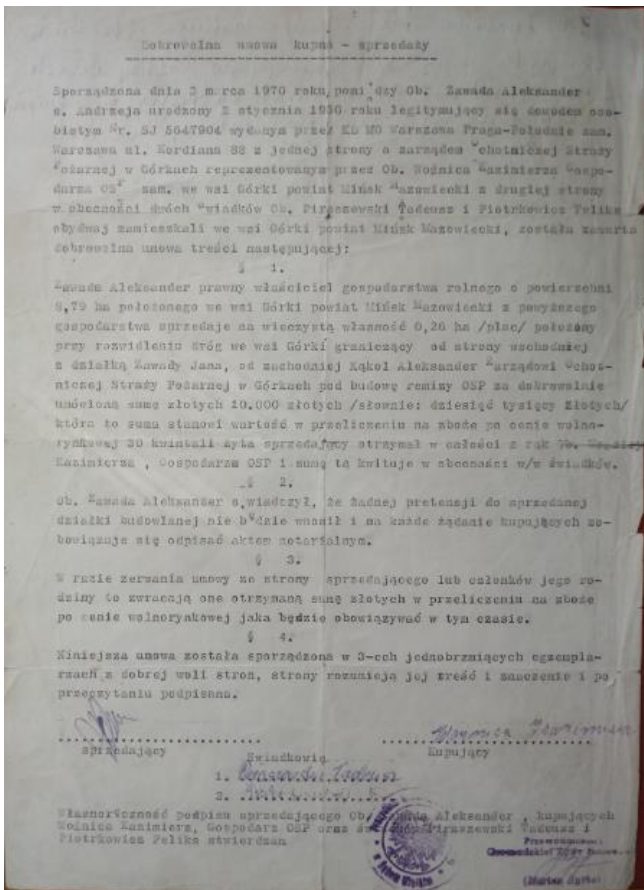 Dobrowolna umowa kupna - sprzedaży
Sporządzona dnia 3 marca 1970 roku pomiędzy Ob. Zawada Aleksander
s. Andrzeja urodzony 2 stycznia 1930 roku legitymujący się dowodem oso-
bistym Nr. SJ 5647904 wydanym przez KD MO Warszawa Praga-Południe zam.
Warszawa ul. Kordiana 88 z jednej strony a zarządem Ochotniczej Straży
Pożarnej w Górkach reprezentowanym przez Ob. Woźnica Kazimierza Gospo-
darza OSP zam. we wsi Górki powiat Mińsk Mazowiecki z drugiej strony
w obecności dwóch świadków Ob. Piraszewski Tadeusz i Piotrkowicz Feliks
obydwaj zamieszkali we wsi Górki powiat Mińsk Mazowiecki, została zawarta
dobrowolna umowa treści następującej:
§ 1.
Zawada Aleksander prawny właściciel gospodarstwa rolnego o powierzchni
8,79 ha położonego we wsi Górki powiat Mińsk Mazowiecki z powyższego
gospodarstwa sprzedaje na wieczystą własność 0,26 ha /plac/ położony
przy rozwidleniu dróg we wsi Górki graniczący od strony wschodniej
z działką Zawady Jana, od zachodniej Kąkol Aleksander Zarządowi Ochot-
niczej Straży Pożarnej w Górkach pod budowę remizy OSP za dobrowolnie
umówioną sumę złotych 10.000 złotych /słownie: dziesięć tysięcy złotych/
która to suma stanowi wartość w przeliczeniu na zboże po cenie wolno-
rynkowej 30 kwintali żyta sprzedający otrzymał w całości z rąk
Kazimierza , Gospodarza OSP i sumę tą kwituje w obecności w/w świadków.
§ 2.
Ob. Zawada Aleksander oświadczył, że żadnej pretensji do sprzedanej
działki budowlanej nie będzie wnosił i na każde żądanie kupujących zo-
bowiązuje się odpisać aktem notarialnym.
§ 3.
W razie zerwania umowy ze strony sprzedającego lub członków jego ro-
dziny to zwracają one otrzymaną sumę złotych w przeliczeniu na zboże
po cenie wolnorynkowej jaka będzie obowiązywać w tym czasie.
§ 4.
Niniejsza umowa została sporządzona w 3-ech jednobrzmiących egzempla-
rzach z dobrej woli stron, strony rozumieją jej treść i znaczenie i po
przeczytaniu podpisana.
Sprzedający
Kupujący
Świadkowie
1. Tadeusz
2.
Własnoręczność podpisu sprzedającego Ob. Zawada Aleksander , kupujących
Woźnica Kazimierz, Gospodarz OSP oraz Piraszewski Tadeusz i
Piotrkowicz Feliks stwierdzam